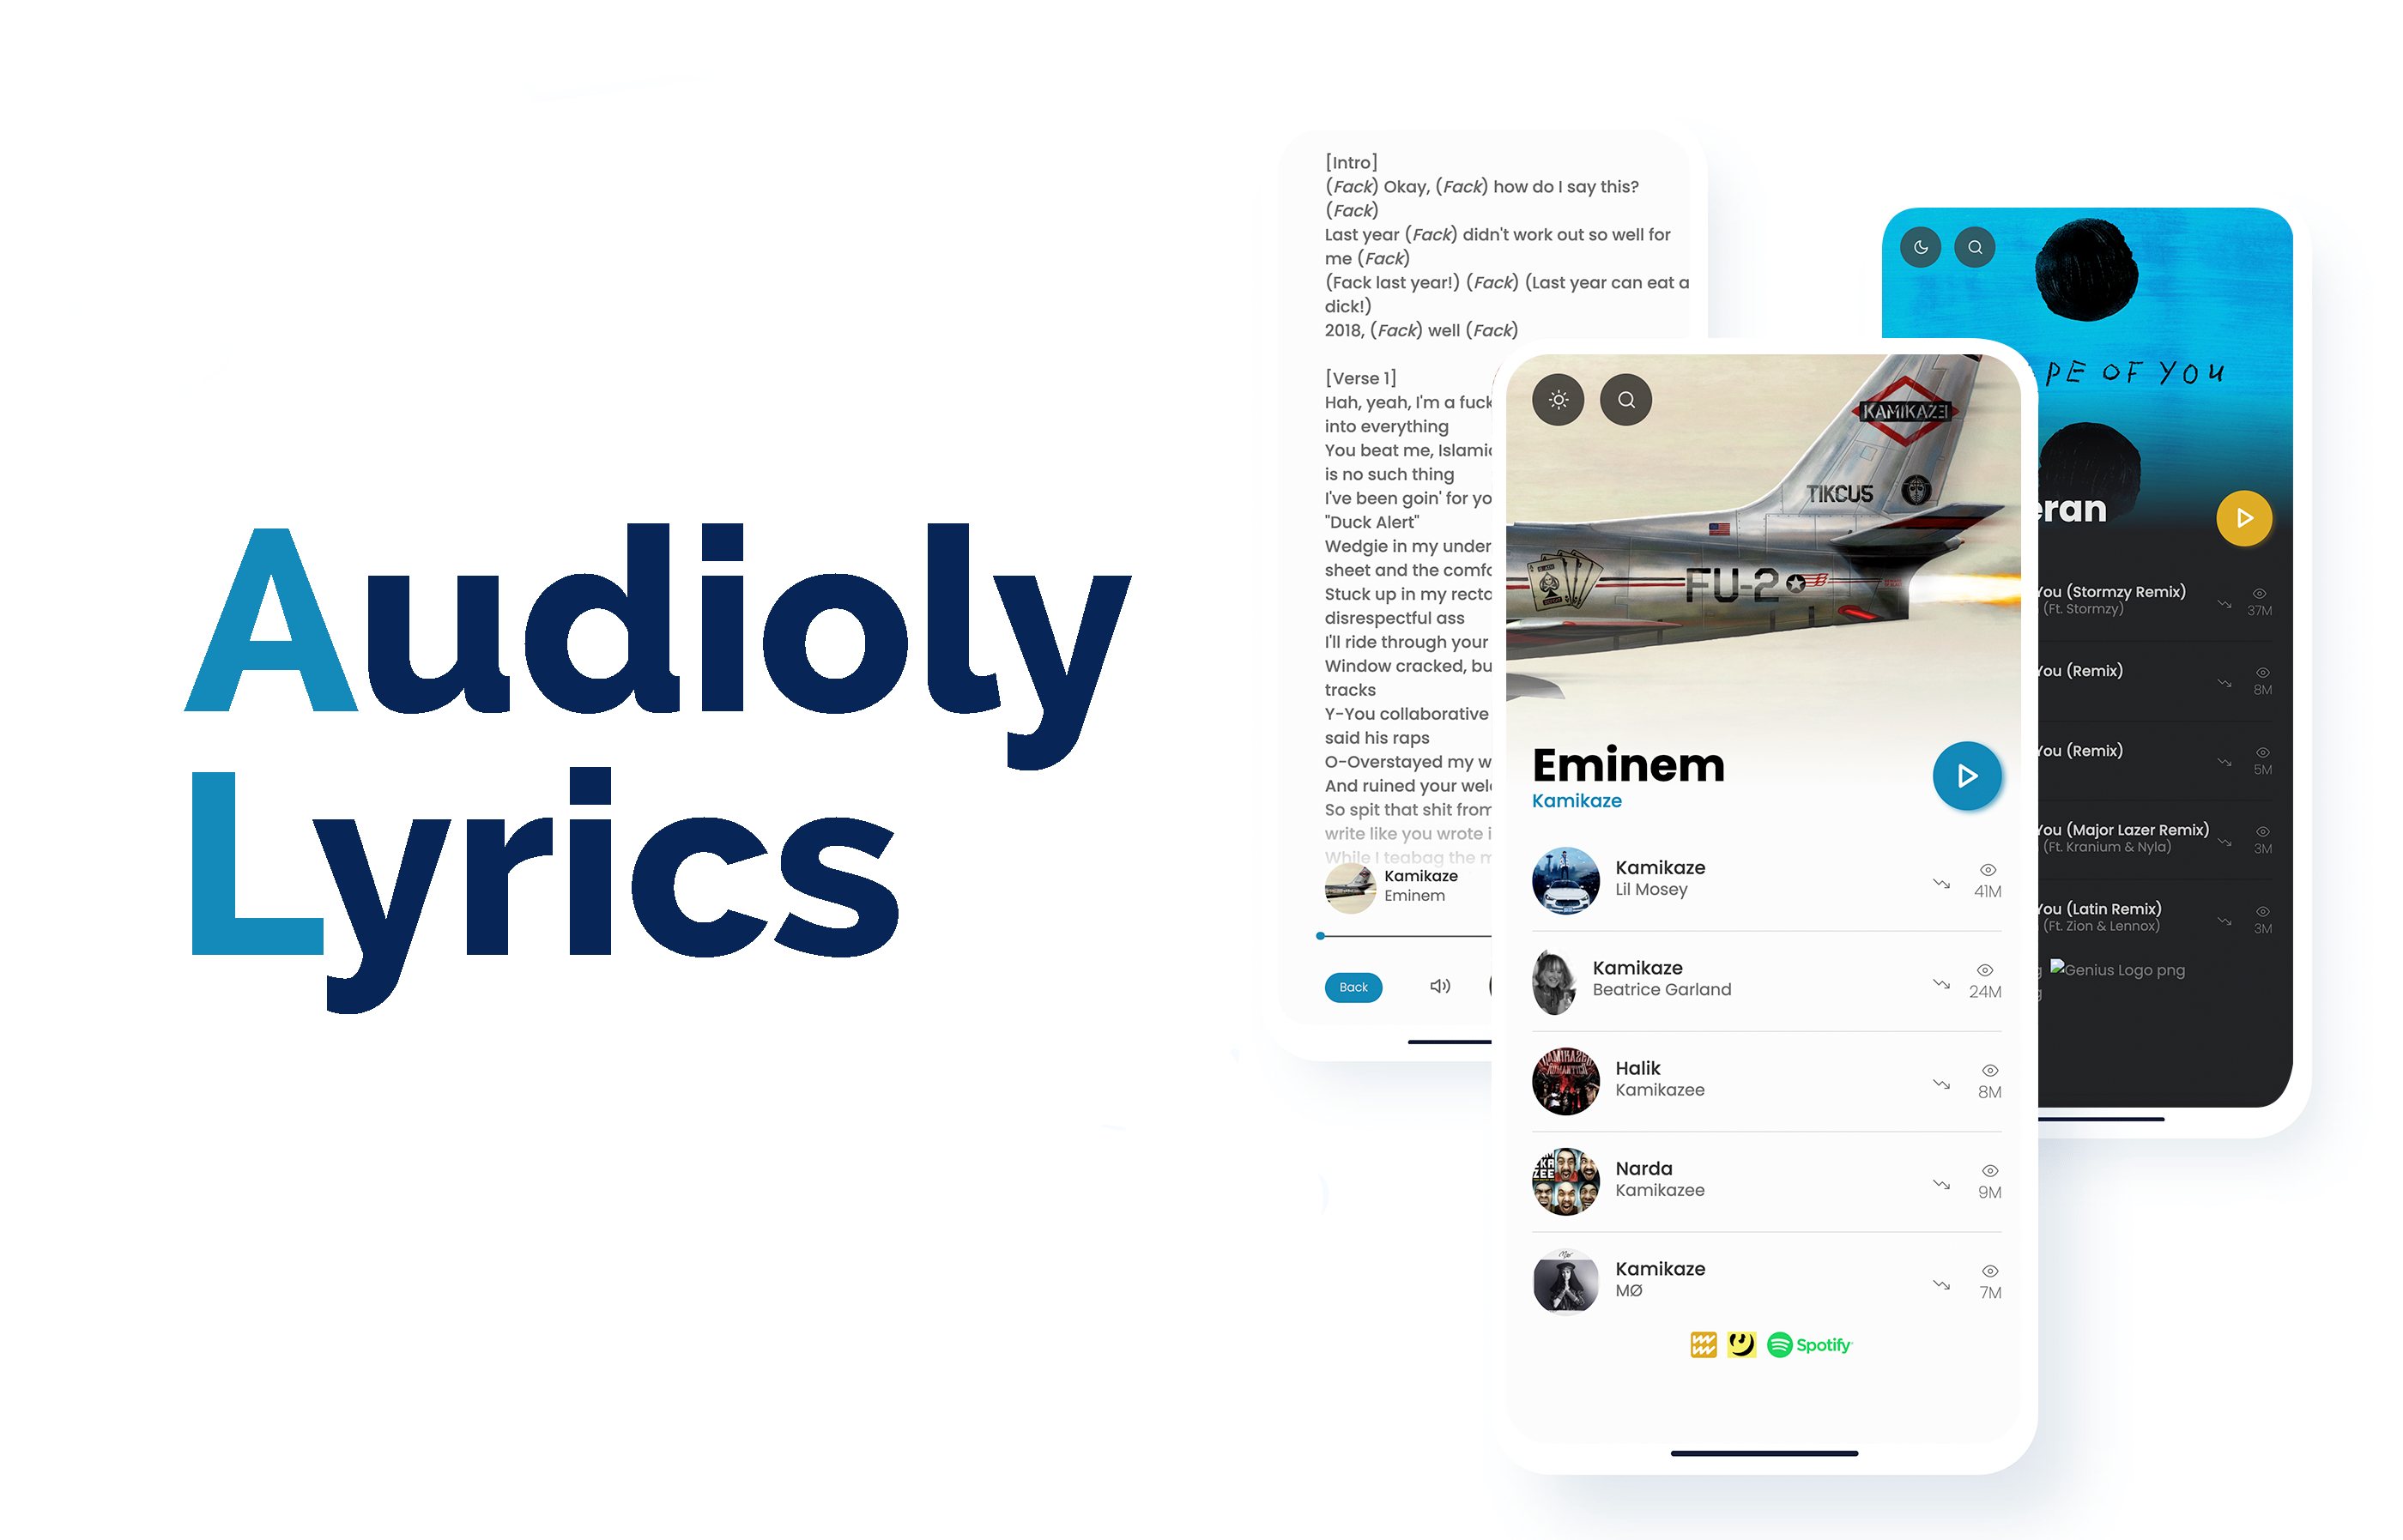 Audioly
Lyrics
[Intro]
(Fack) Okay, (Fack) how do I say this?
(Fack)
Last year (Fack) didn't work out so well for
me (Fack)
(Fack last year!) (Fack) (Last year can eat a
dick!)
2018, (Fack) well (Fack)
[Verse 1]
Hah, yeah, I'm a fuck
into everything
You beat me, Islamic
is no such thing
I've been goin' for yo
"Duck Alert"
Wedgie in my under
sheet and the comfo
Stuck up in my recta
disrespectful ass
I'll ride through your
Window cracked, bu
tracks
Y-You collaborative
said his raps
O-Overstayed my w
And ruined your wel
So spit that shit from
write like you wrote i
While I teabag the m
Kamikaze
Eminem
Back
KAMIKAZE
TIKCU5
FU-2
Eminem
Kamikaze
Kamikaze
Lil Mosey
41M
Kamikaze
Beatrice Garland
24M
Halik
Kamikazee
8M
Narda
Kamikazee
9M
Kamikaze
MØ
7M
Spotify
PE OF YOU
eran
You (Stormzy Remix)
(Ft. Stormzy)
37M
You (Remix)
8M
You (Remix)
5M
You (Major Lazer Remix)
(Ft. Kranium & Nyla)
3M
You (Latin Remix)
(Ft. Zion & Lennox)
3M
g Genius Logo png
g